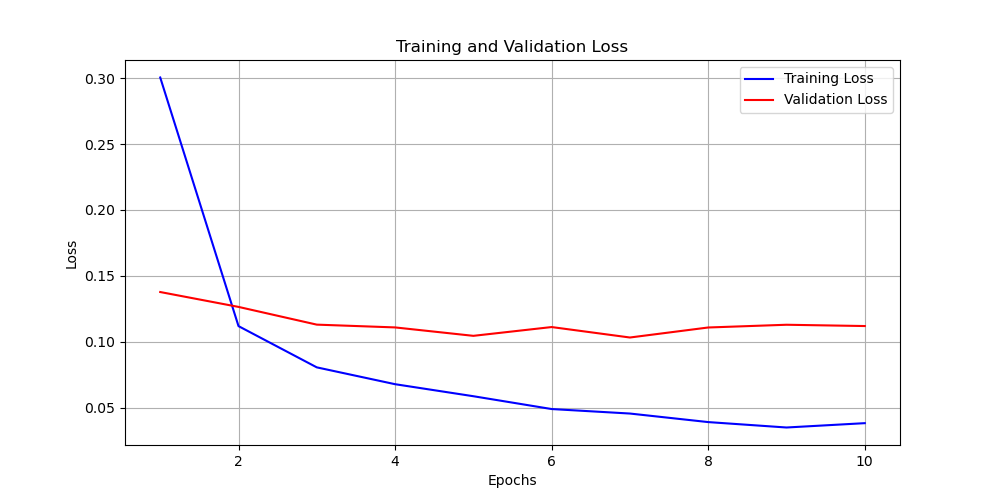 Training and Validation Loss
Training Loss
Validation Loss
0.30
0.25
0.20
0.15
0.10
0.05
Loss
2 4 6 8 10
Epochs